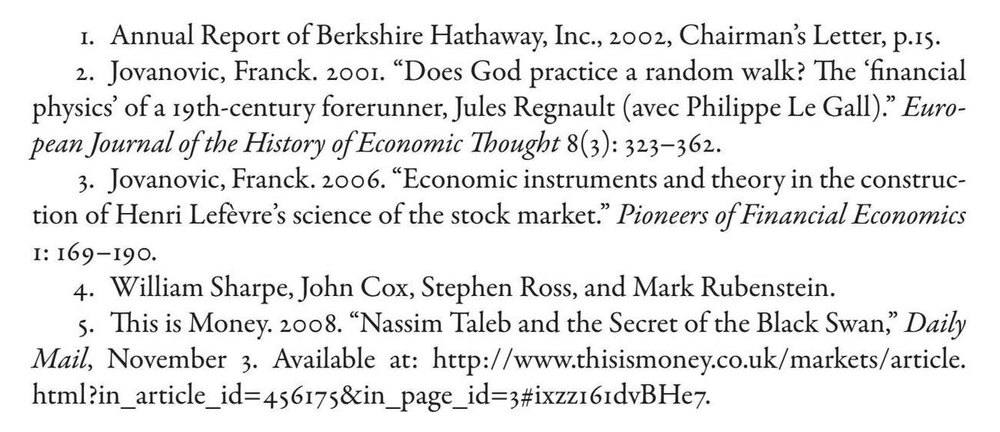 1. Annual Report of Berkshire Hathaway, Inc., 2002, Chairman’s Letter, p.15.
2. Jovanovic, Franck. 2001. “Does God practice a random walk? The ‘financial
physics’ of a 19th-century forerunner, Jules Regnault (avec Philippe Le Gall).” Euro-
pean Journal of the History of Economic Thought 8(3): 323–362.
3. Jovanovic, Franck. 2006. “Economic instruments and theory in the construc-
tion of Henri Lefèvre’s science of the stock market.” Pioneers of Financial Economics
1: 169–190.
4. William Sharpe, John Cox, Stephen Ross, and Mark Rubenstein.
5. This is Money. 2008. “Nassim Taleb and the Secret of the Black Swan,” Daily
Mail, November 3. Available at: http://www.thisismoney.co.uk/markets/article.
html?in_article_id=456175&in_page_id=3#ixzz161dvBHe7.